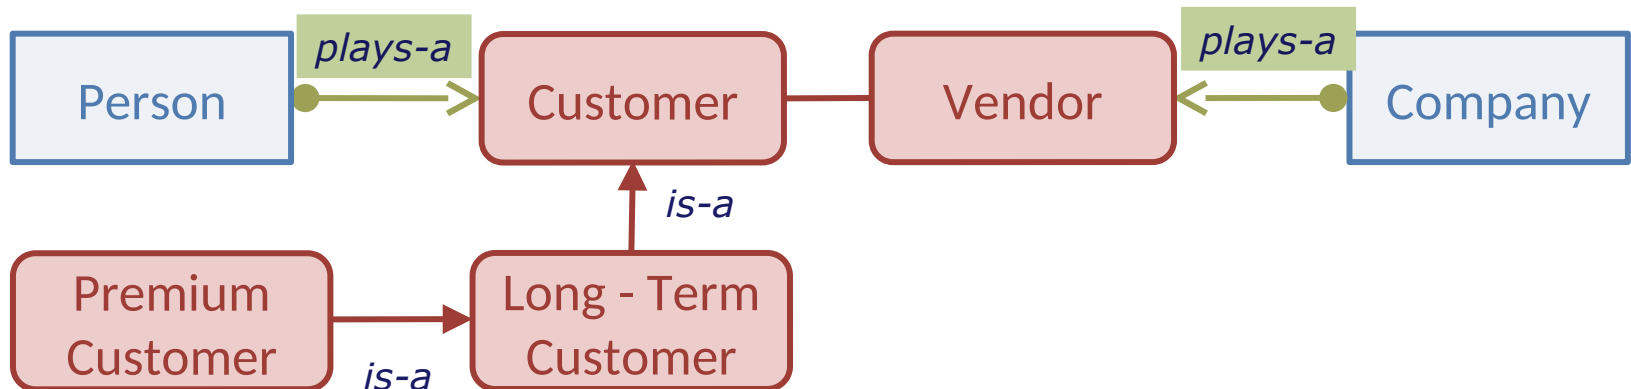 plays-a
plays-a
Person
Customer
Vendor
Company
is-a
Premium
Customer
Long - Term
Customer
is-a